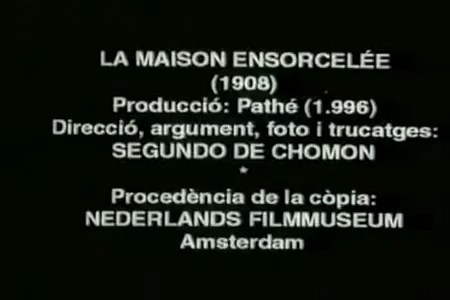 LA MAISON ENSORCELÉE
(1908)
Producció: Pathé (1.996)
Direcció, argument, foto i trucatges:
SEGUNDO DE CHOMON
*
Procedència de la còpia:
NEDERLANDS FILMMUSEUM
Amsterdam